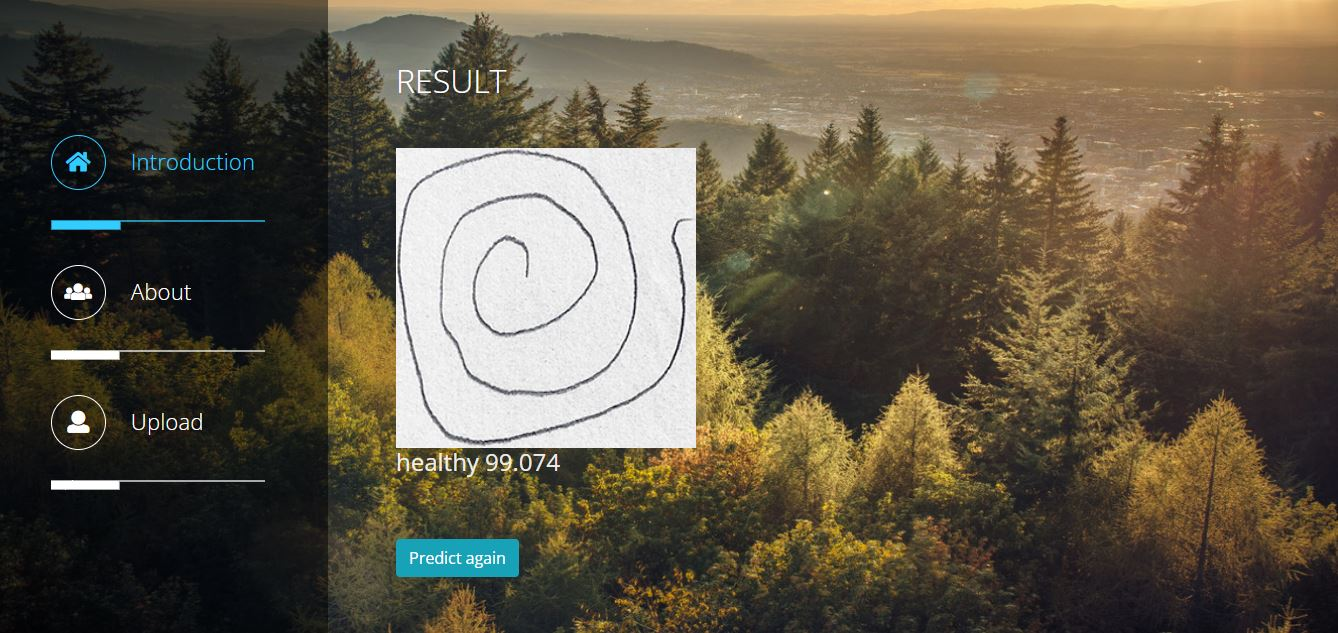 RESULT
Introduction
About
Upload
healthy 99.074
Predict again